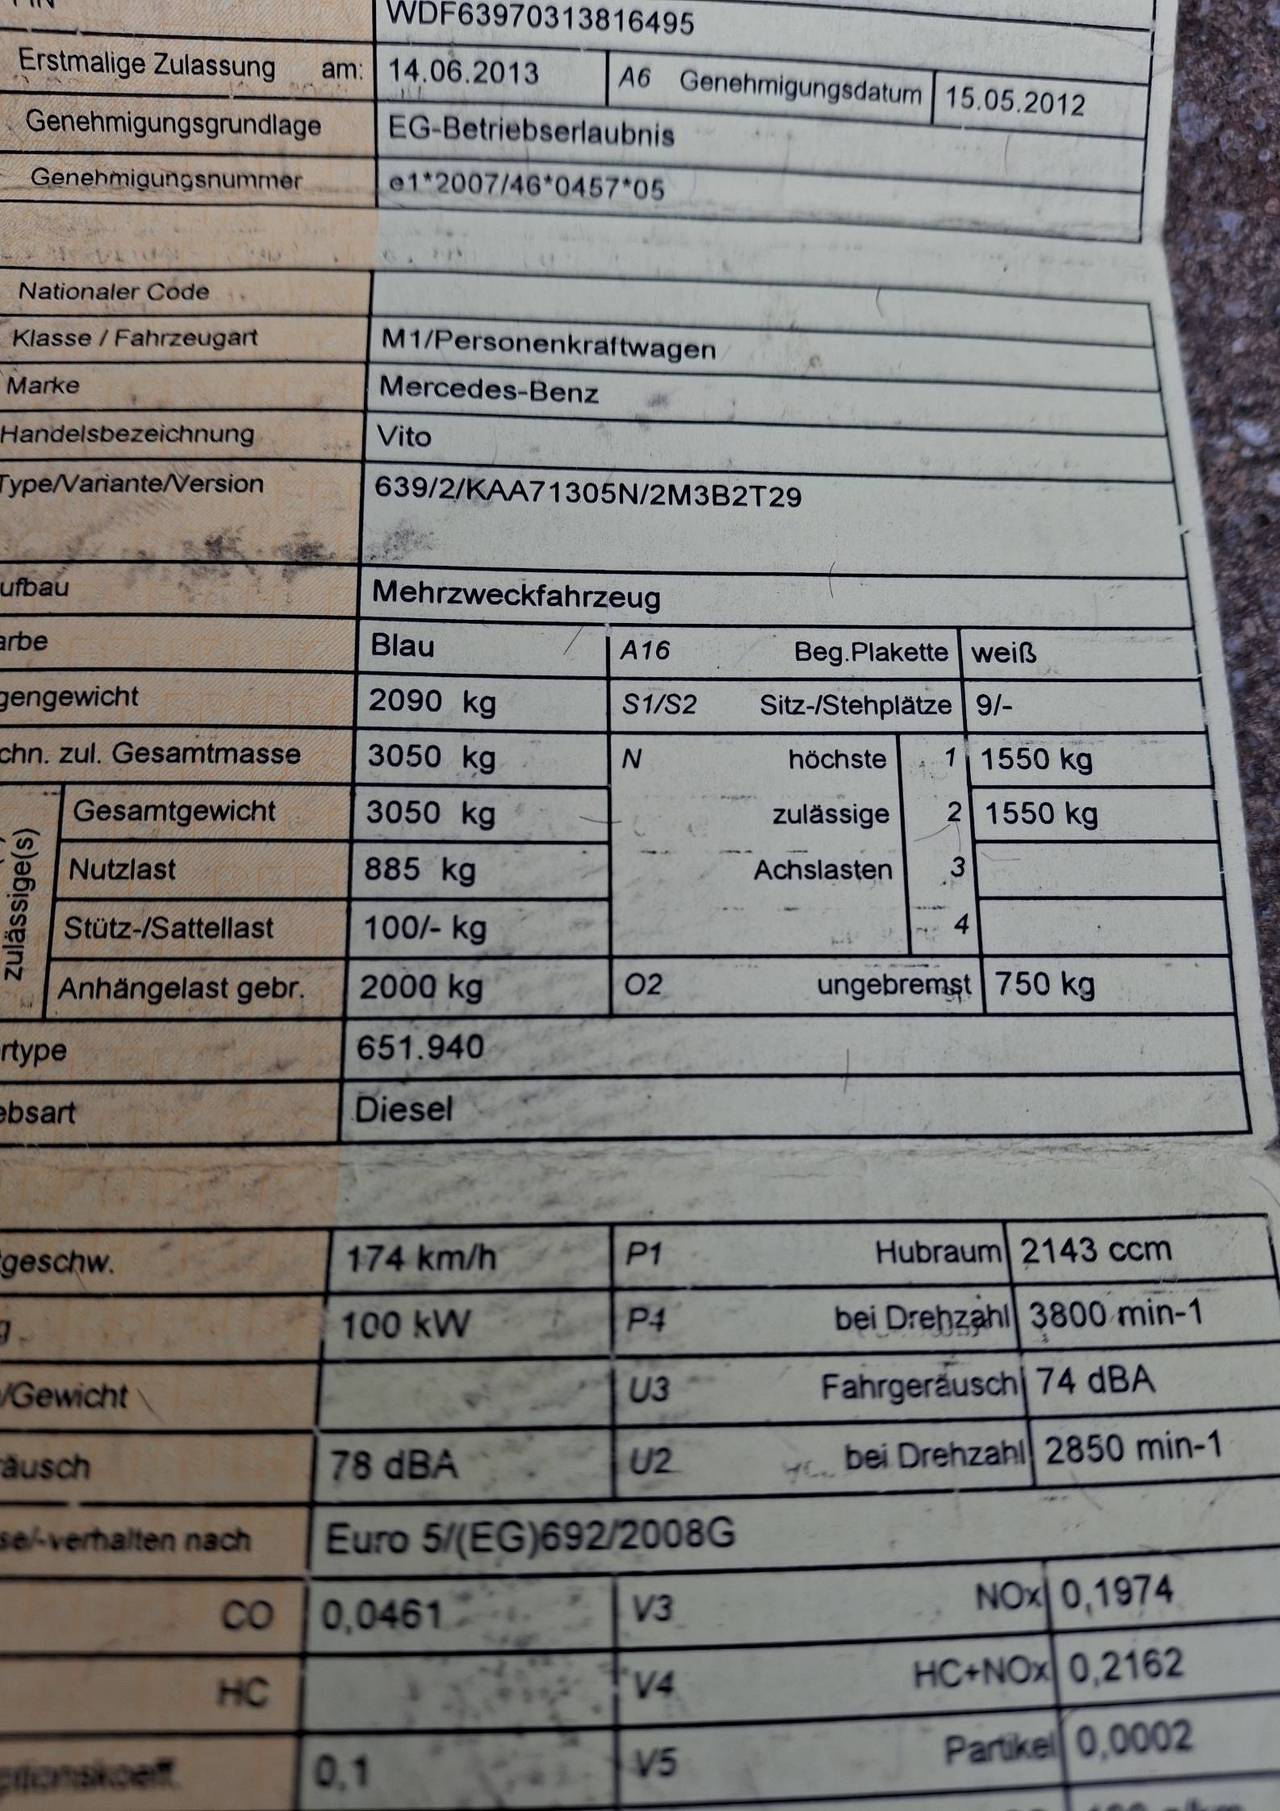 WDF63970313816495
Erstmalige Zulassung am: 14.06.2013 A6 Genehmigungsdatum 15.05.2012
Genehmigungsgrundlage EG-Betriebserlaubnis
Genehmigungsnummer e1*2007/46*0457*05
Nationaler Code
Klasse / Fahrzeugart M1/Personenkraftwagen
Marke Mercedes-Benz
Handelsbezeichnung Vito
Type/Variante/Version 639/2/KAA71305N/2M3B2T29
ufbau Mehrzweckfahrzeug
arbe Blau A16 Beg.Plakette weiß
gengewicht 2090 kg S1/S2 Sitz-/Stehplätze 9/-
chn. zul. Gesamtmasse 3050 kg N höchste 1 1550 kg
zulässige(s) Gesamtgewicht 3050 kg zulässige 2 1550 kg
Nutzlast 885 kg Achslasten 3
Stütz-/Sattellast 100/- kg 4
Anhängelast gebr. 2000 kg O2 ungebremst 750 kg
rtype 651.940
ebsart Diesel
geschw. 174 km/h P1 Hubraum 2143 ccm
g 100 kW P4 bei Drehzahl 3800 min-1
/Gewicht U3 Fahrgeräusch 74 dBA
äusch 78 dBA U2 bei Drehzahl 2850 min-1
se/-verhalten nach Euro 5/(EG)692/2008G
CO 0,0461 V3 NOx 0,1974
HC V4 HC+NOx 0,2162
ptionskoeff. 0,1 V5 Partikel 0,0002